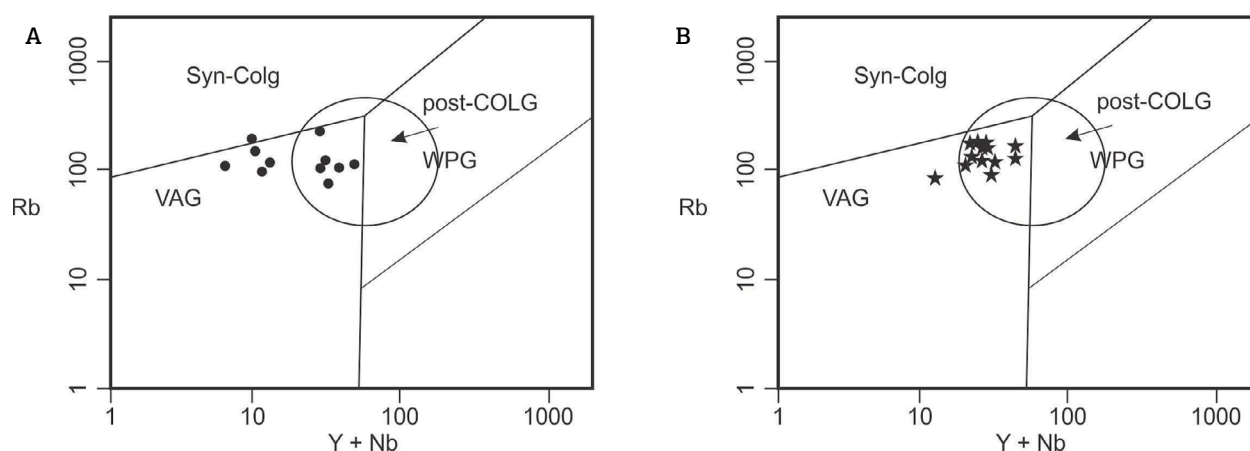 A
1000
100
10
1
Rb
Syn-Colg
post-COLG
WPG
VAG
1
10
100
1000
Y + Nb
B
1000
100
10
1
Rb
Syn-Colg
post-COLG
WPG
VAG
1
10
100
1000
Y + Nb